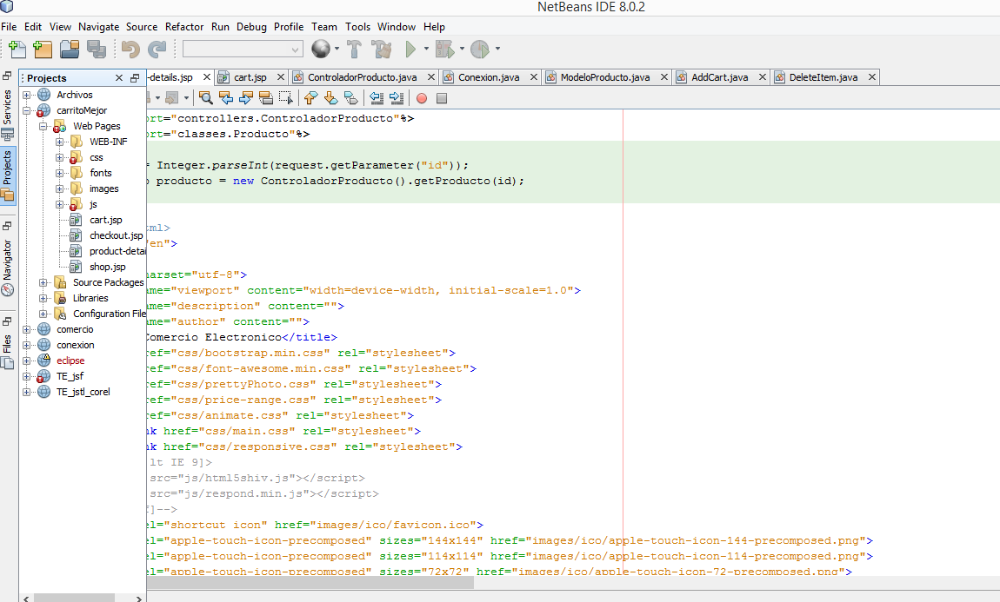 NetBeans IDE 8.0.2
File Edit View Navigate Source Refactor Run Debug Profile Team Tools Window Help
Projects
-details.jsp cart.jsp ControladorProducto.java Conexion.java ModeloProducto.java AddCart.java DeleteItem.java
Services
Projects
Navigator
Files
Archivos
carritoMejor
Web Pages
WEB-INF
css
fonts
images
js
cart.jsp
checkout.jsp
product-detai
shop.jsp
Source Packages
Libraries
Configuration File
comercio
conexion
eclipse
TE_jsf
TE_jstl_corel
ort="controllers.ControladorProducto"%>
ort="classes.Producto"%>
= Integer.parseInt(request.getParameter("id"));
o producto = new ControladorProducto().getProducto(id);
tml>
"en">
harset="utf-8">
ame="viewport" content="width=device-width, initial-scale=1.0">
ame="description" content="">
ame="author" content="">
Comercio Electronico</title>
ref="css/bootstrap.min.css" rel="stylesheet">
ref="css/font-awesome.min.css" rel="stylesheet">
ref="css/prettyPhoto.css" rel="stylesheet">
ref="css/price-range.css" rel="stylesheet">
ref="css/animate.css" rel="stylesheet">
nk href="css/main.css" rel="stylesheet">
nk href="css/responsive.css" rel="stylesheet">
lt IE 9]>
src="js/html5shiv.js"></script>
src="js/respond.min.js"></script>
f]-->
el="shortcut icon" href="images/ico/favicon.ico">
el="apple-touch-icon-precomposed" sizes="144x144" href="images/ico/apple-touch-icon-144-precomposed.png">
el="apple-touch-icon-precomposed" sizes="114x114" href="images/ico/apple-touch-icon-114-precomposed.png">
el="apple-touch-icon-precomposed" sizes="72x72" href="images/ico/apple-touch-icon-72-precomposed.png">